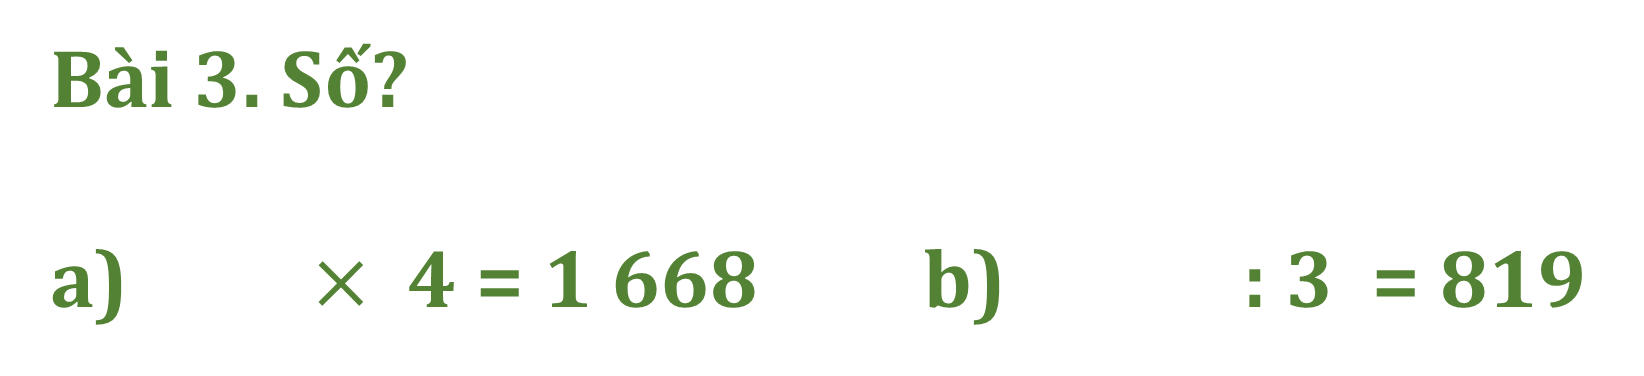 Bài 3. Số?
a) × 4 = 1 668 b) : 3 = 819